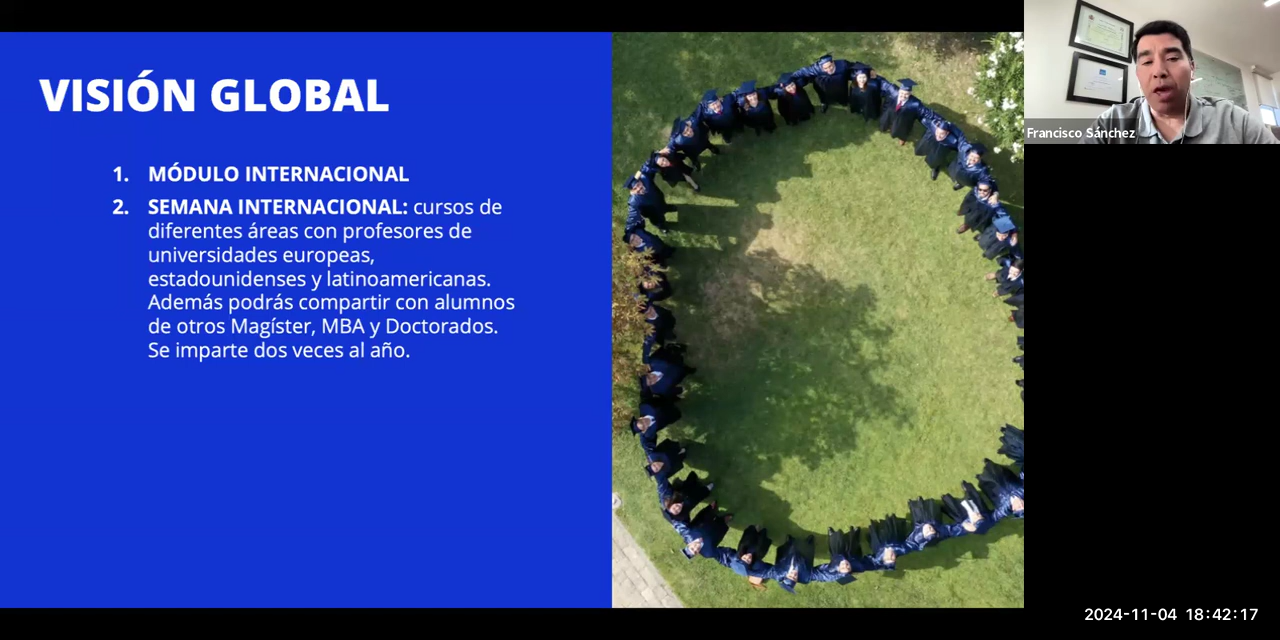 VISIÓN GLOBAL
1. MÓDULO INTERNACIONAL
2. SEMANA INTERNACIONAL: cursos de
diferentes áreas con profesores de
universidades europeas,
estadounidenses y latinoamericanas.
Además podrás compartir con alumnos
de otros Magíster, MBA y Doctorados.
Se imparte dos veces al año.
Francisco Sánchez
2024-11-04 18:42:17